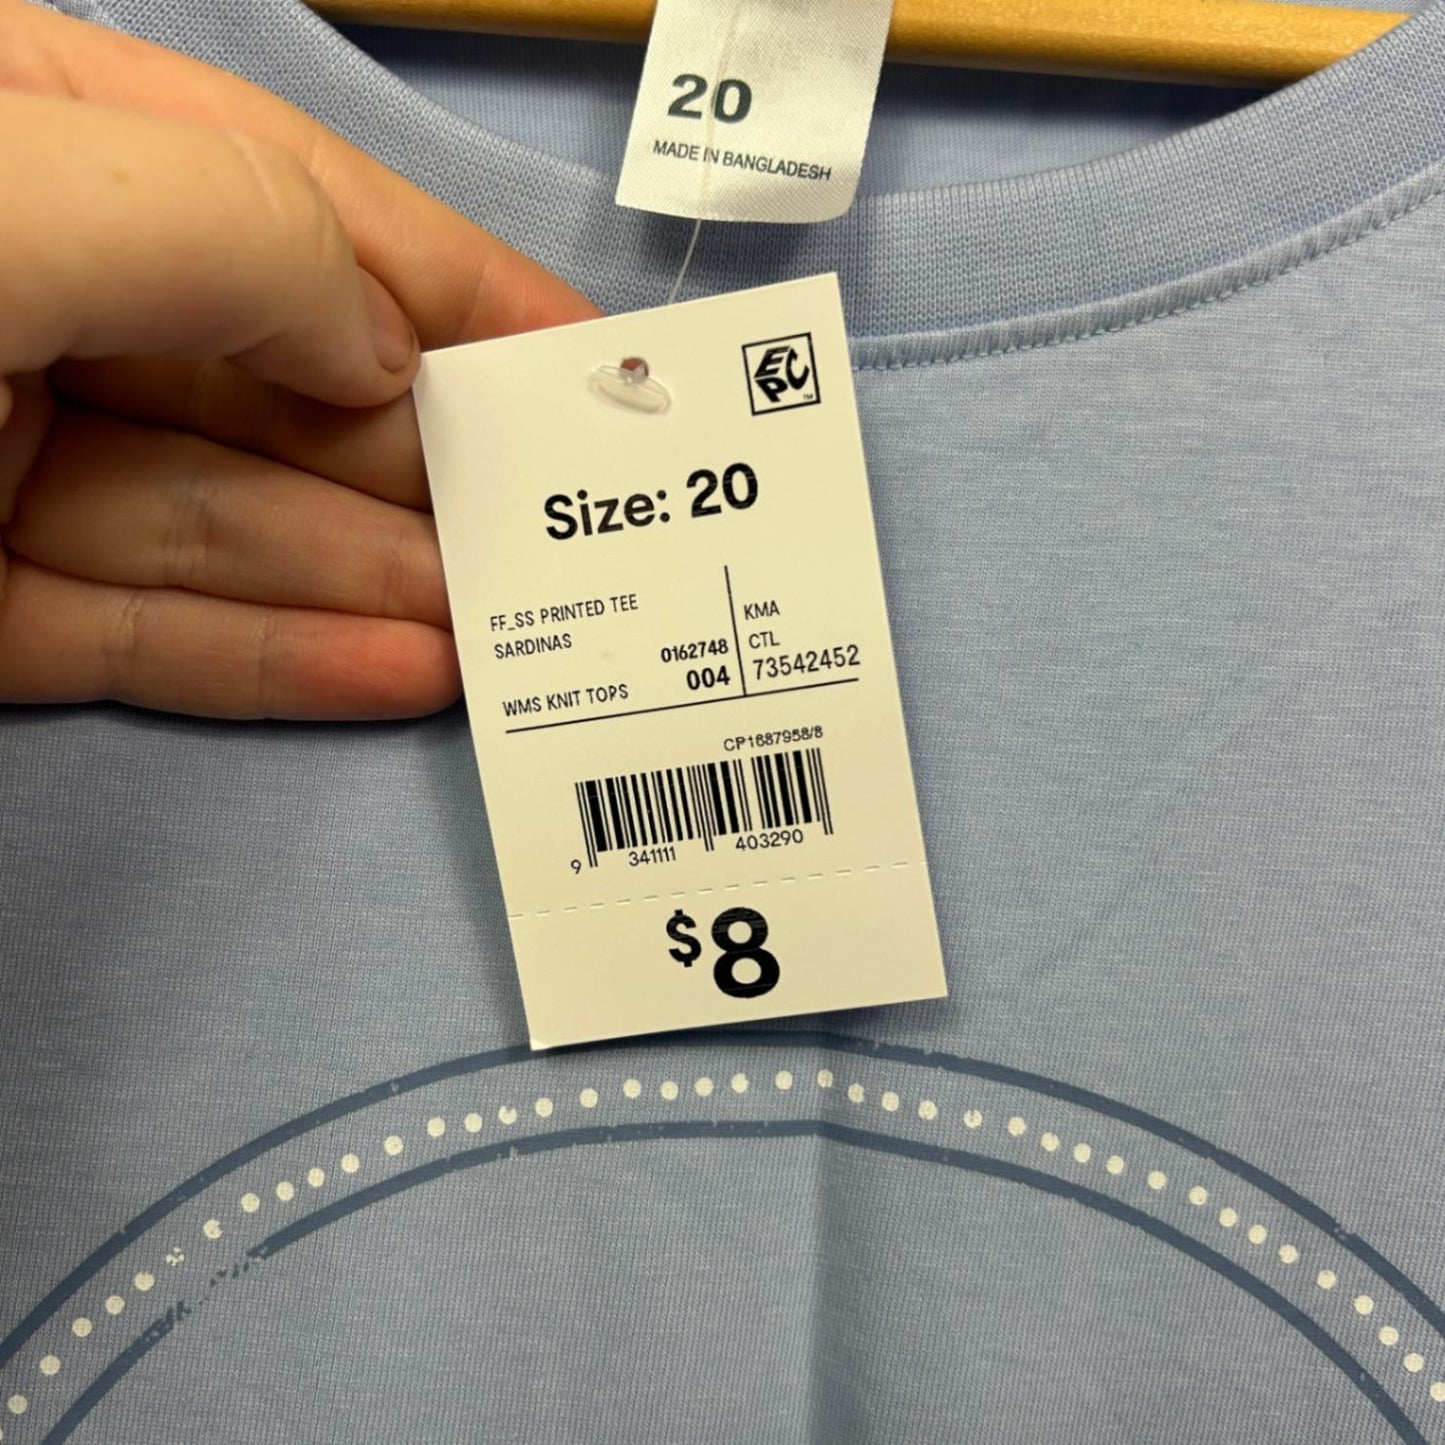 20
MADE IN BANGLADESH
EPC™
Size: 20
FF_SS PRINTED TEE
SARDINAS
0162748
WMS KNIT TOPS 004
KMA
CTL
73542452
CP1687958/8
9 341111 403290
$8